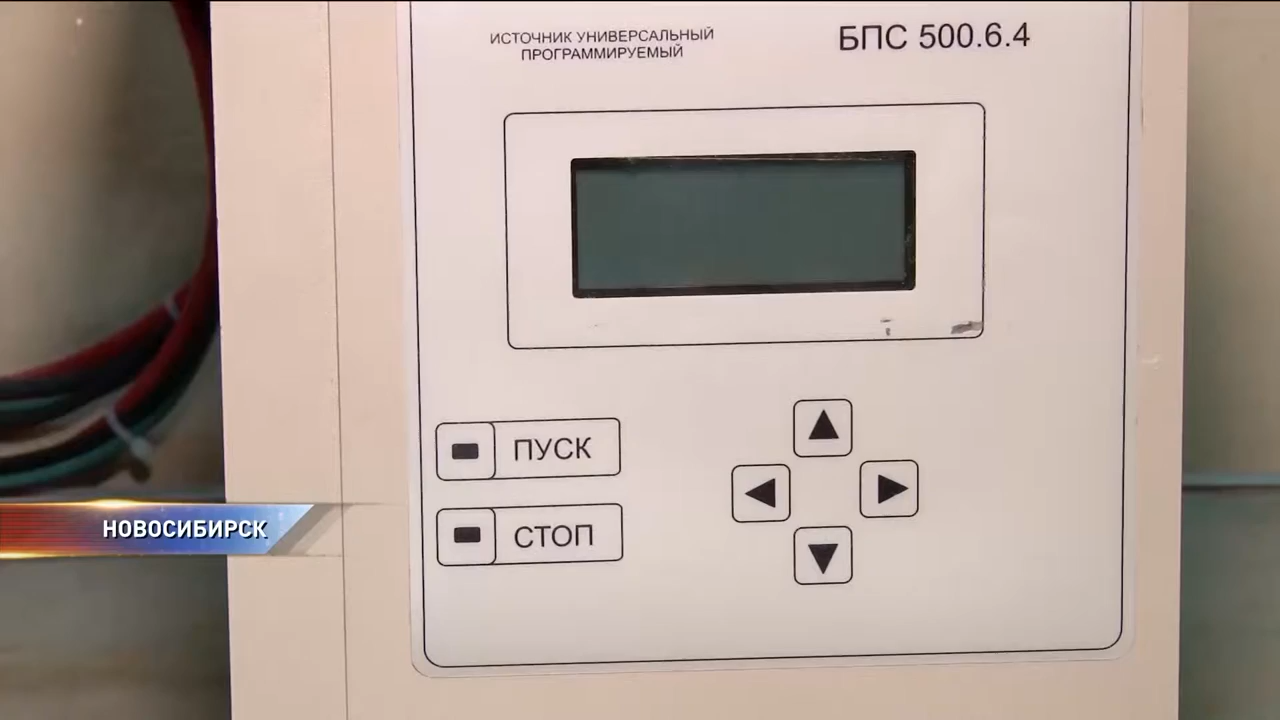 ИСТОЧНИК УНИВЕРСАЛЬНЫЙ
ПРОГРАММИРУЕМЫЙ
БПС 500.6.4
ПУСК
СТОП
НОВОСИБИРСК